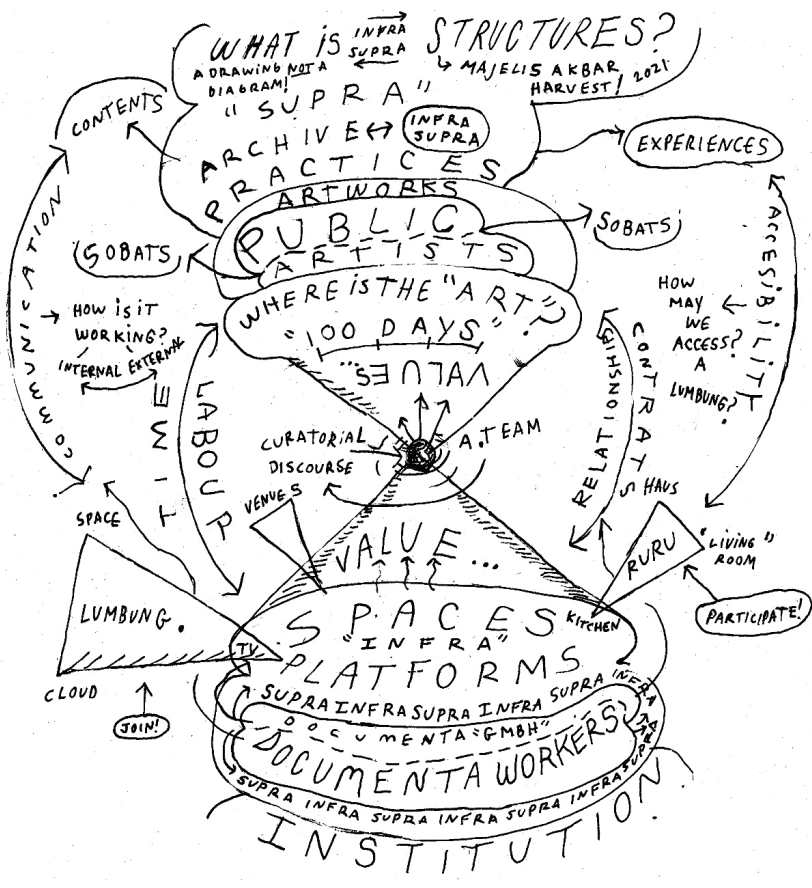 WHAT iS INFRA SUPRA STRUCTURES?
A DRAWING NOT A DIAGRAM!
MAJELIS AKBAR HARVEST! 2021
"SUPRA"
CONTENTS
ARCHIVE
INFRA SUPRA
PRACTICES
EXPERIENCES
ARTWORKS
PUBLIC
ARTISTS
SOBATS
SOBATS
COMMUNICATION
ACCESIBILITY
WHERE iS THE "ART"?
"100 DAYS"
VALUES...
HOW iS iT WORKING?
INTERNAL EXTERNAL
HOW MAY WE ACCESS? A LUMBUNG?
TIME
LABOUR
RELATIONSHIPS
CONTRATS
CURATORIAL DISCOURSE
A.TEAM
VENUES
VALUE...
SPACE
LUMBUNG.
CLOUD
JOIN!
TV
HAUS
RURU
"LIVING" ROOM
KITCHEN
PARTICIPATE!
SPACES
"INFRA"
PLATFORMS
SUPRA INFRA SUPRA INFRA SUPRA INFRA
DOCUMENTA "GMBH"
DOCUMENTA WORKERS
SUPRA INFRA SUPRA INFRA SUPRA INFRA SUPRA
INSTITUTION.